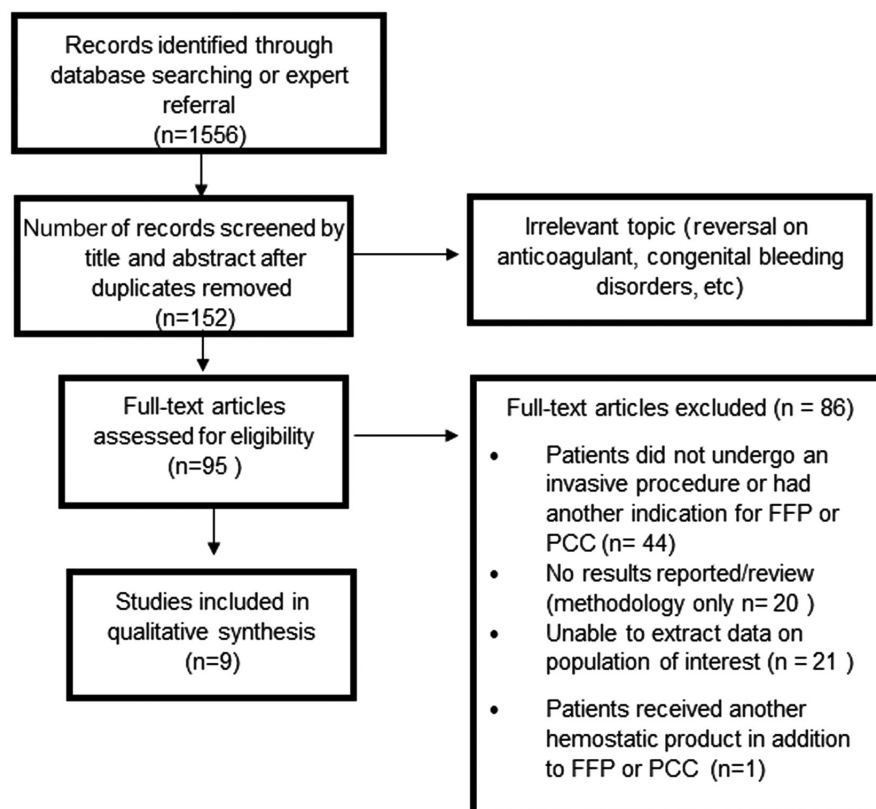 Records identified through
database searching or expert
referral
(n=1556)
Number of records screened by
title and abstract after
duplicates removed
(n=152)
Irrelevant topic (reversal on
anticoagulant, congenital bleeding
disorders, etc)
Full-text articles
assessed for eligibility
(n=95 )
Full-text articles excluded (n = 86)
• Patients did not undergo an
invasive procedure or had
another indication for FFP or
PCC (n= 44)
• No results reported/review
(methodology only n= 20 )
• Unable to extract data on
population of interest (n = 21 )
• Patients received another
hemostatic product in addition
to FFP or PCC (n=1)
Studies included in
qualitative synthesis
(n=9)